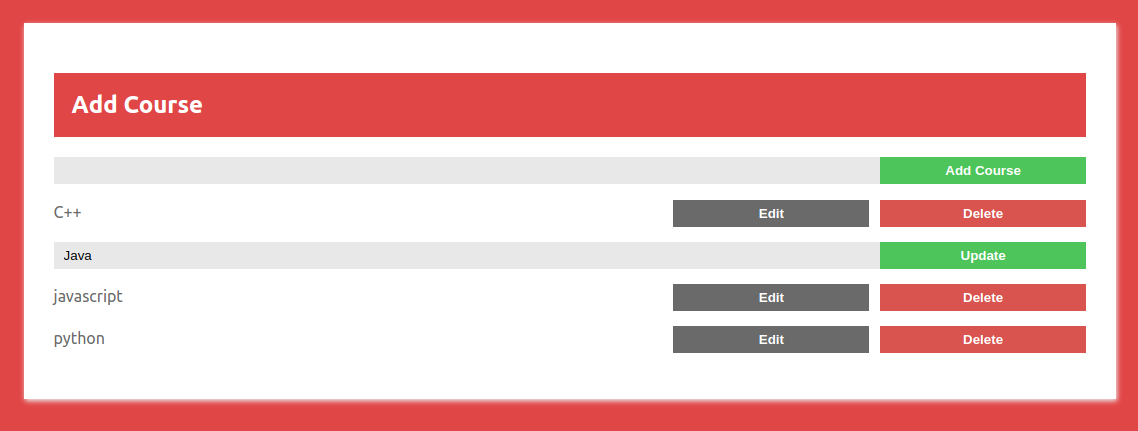 Add Course
Add Course
C++ Edit Delete
Java Update
javascript Edit Delete
python Edit Delete